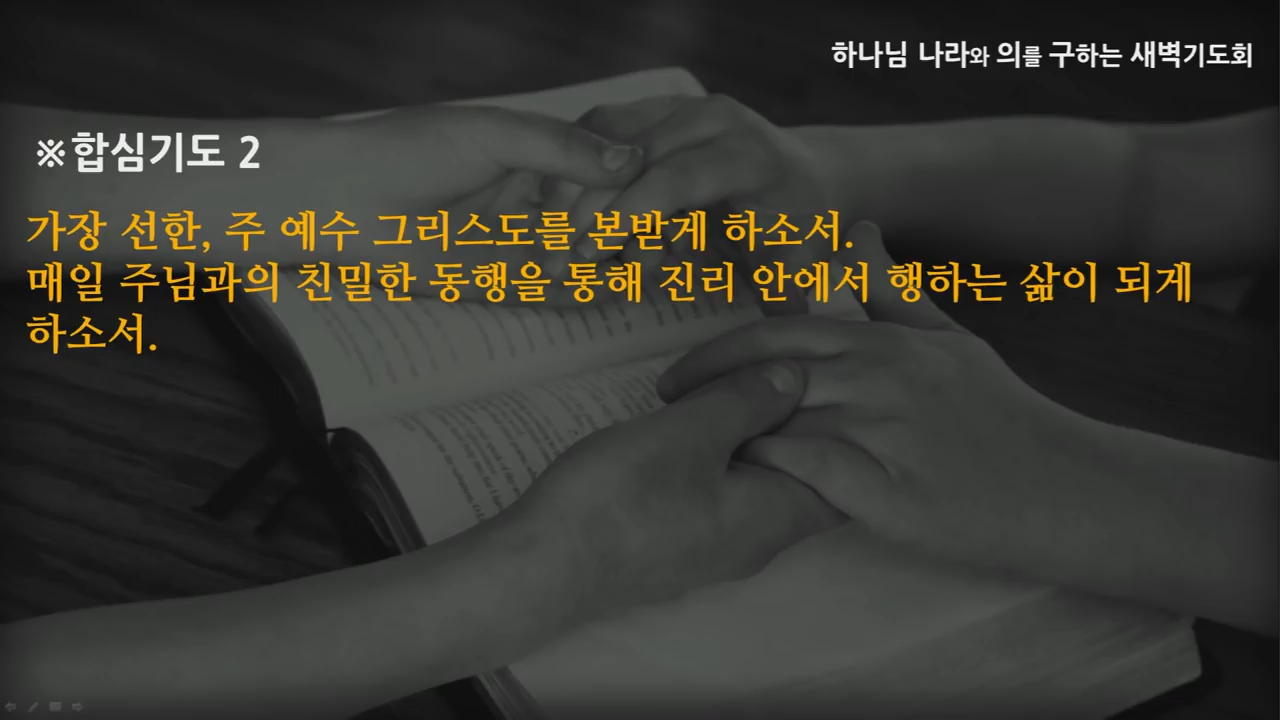 하나님 나라와 의를 구하는 새벽기도회
※합심기도 2
가장 선한, 주 예수 그리스도를 본받게 하소서.
매일 주님과의 친밀한 동행을 통해 진리 안에서 행하는 삶이 되게
하소서.